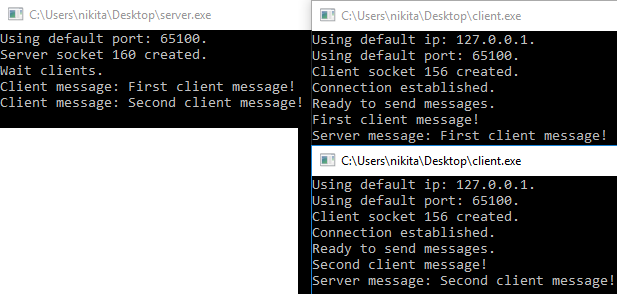 C:\Users\nikita\Desktop\server.exe
Using default port: 65100.
Server socket 160 created.
Wait clients.
Client message: First client message!
Client message: Second client message!
C:\Users\nikita\Desktop\client.exe
Using default ip: 127.0.0.1.
Using default port: 65100.
Client socket 156 created.
Connection established.
Ready to send messages.
First client message!
Server message: First client message!
C:\Users\nikita\Desktop\client.exe
Using default ip: 127.0.0.1.
Using default port: 65100.
Client socket 156 created.
Connection established.
Ready to send messages.
Second client message!
Server message: Second client message!